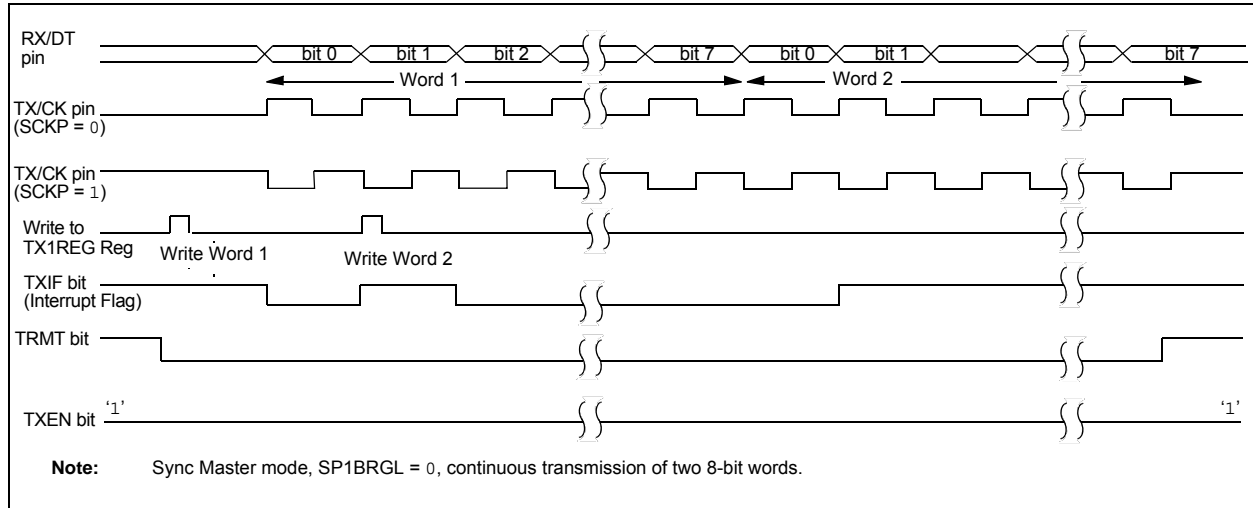 RX/DT
pin
bit 0 bit 1 bit 2 bit 7 bit 0 bit 1 bit 7
Word 1 Word 2
TX/CK pin
(SCKP = 0)
TX/CK pin
(SCKP = 1)
Write to
TX1REG Reg
Write Word 1 Write Word 2
TXIF bit
(Interrupt Flag)
TRMT bit
TXEN bit ‘1’ ‘1’
Note: Sync Master mode, SP1BRGL = 0, continuous transmission of two 8-bit words.